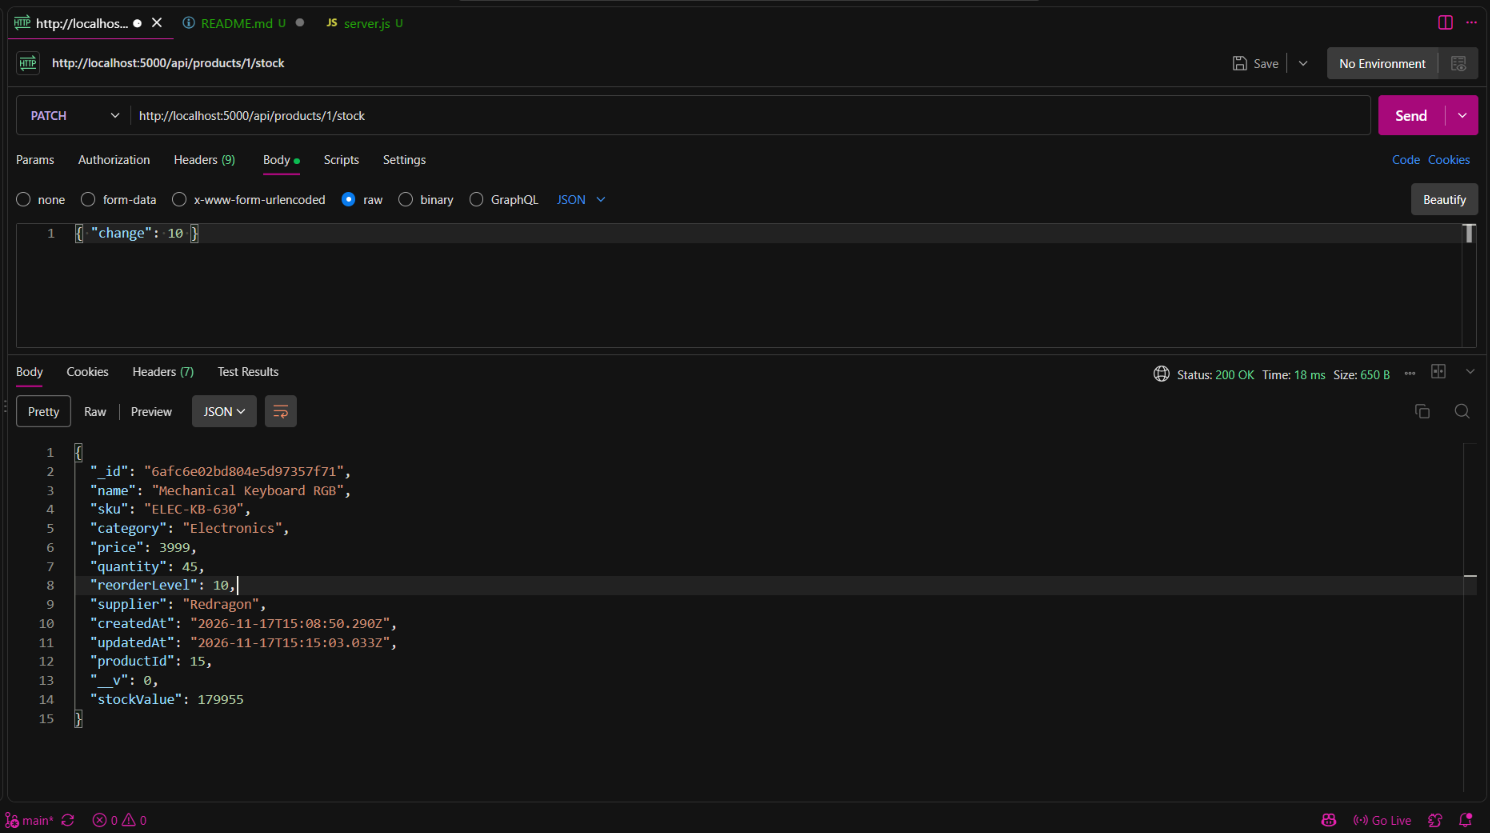 HTTP http://localhos... README.md U JS server.js U
HTTP http://localhost:5000/api/products/1/stock Save No Environment
PATCH http://localhost:5000/api/products/1/stock Send
Params Authorization Headers (9) Body Scripts Settings Code Cookies
none form-data x-www-form-urlencoded raw binary GraphQL JSON Beautify
1 { "change": 10 }
Body Cookies Headers (7) Test Results Status: 200 OK Time: 18 ms Size: 650 B
Pretty Raw Preview JSON
1 {
2 "_id": "6afc6e02bd804e5d97357f71",
3 "name": "Mechanical Keyboard RGB",
4 "sku": "ELEC-KB-630",
5 "category": "Electronics",
6 "price": 3999,
7 "quantity": 45,
8 "reorderLevel": 10,
9 "supplier": "Redragon",
10 "createdAt": "2026-11-17T15:08:50.290Z",
11 "updatedAt": "2026-11-17T15:15:03.033Z",
12 "productId": 15,
13 "__v": 0,
14 "stockValue": 179955
15 }
main* 0 0 Go Live